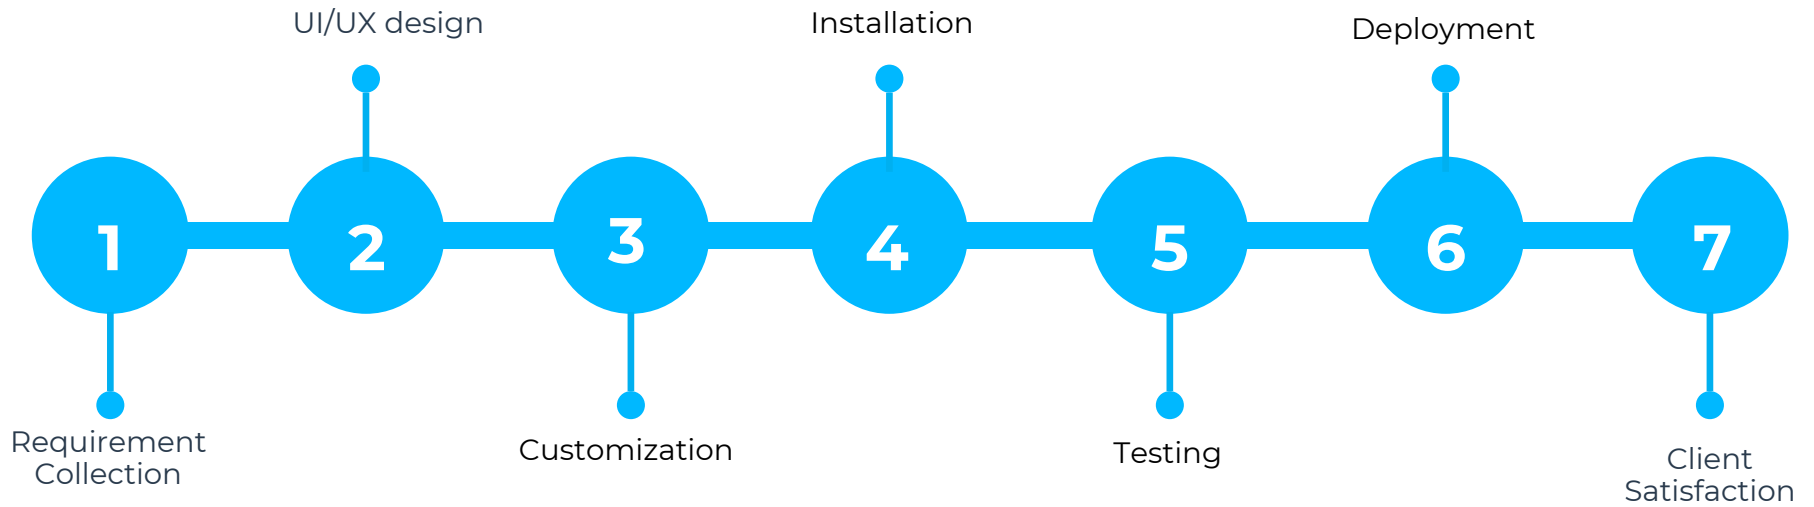 UI/UX design
Installation
Deployment
1
2
3
4
5
6
7
Requirement
Collection
Customization
Testing
Client
Satisfaction